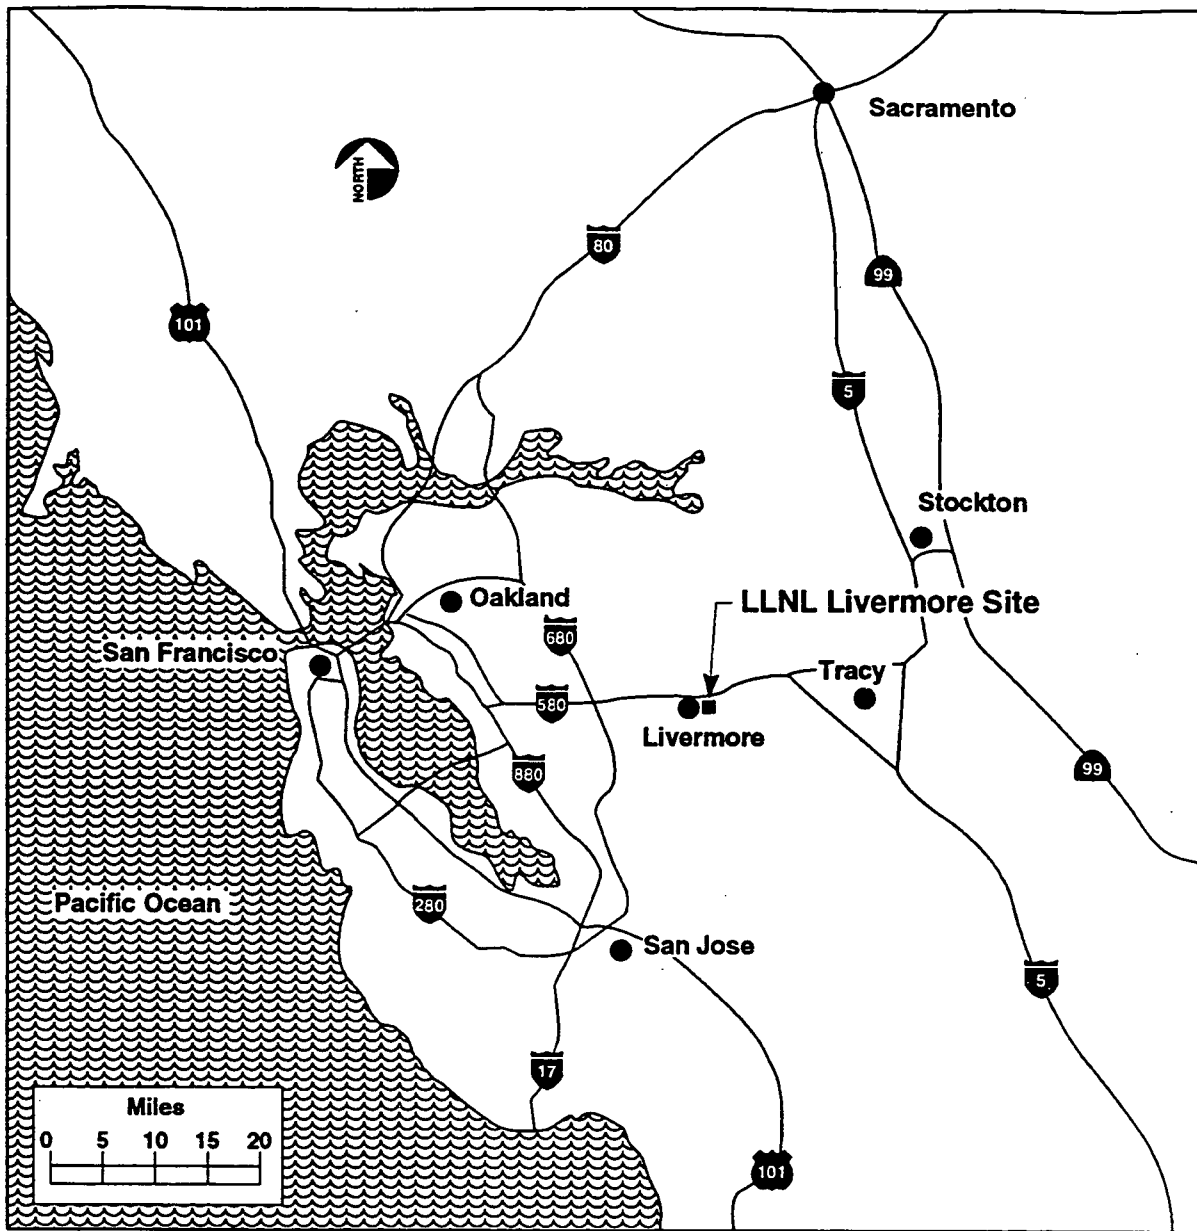 Sacramento
NORTH
80
99
101
5
Stockton
Oakland
LLNL Livermore Site
680
San Francisco
Tracy
580
Livermore
880
99
Pacific Ocean
280
San Jose
5
17
Miles
0 5 10 15 20
101